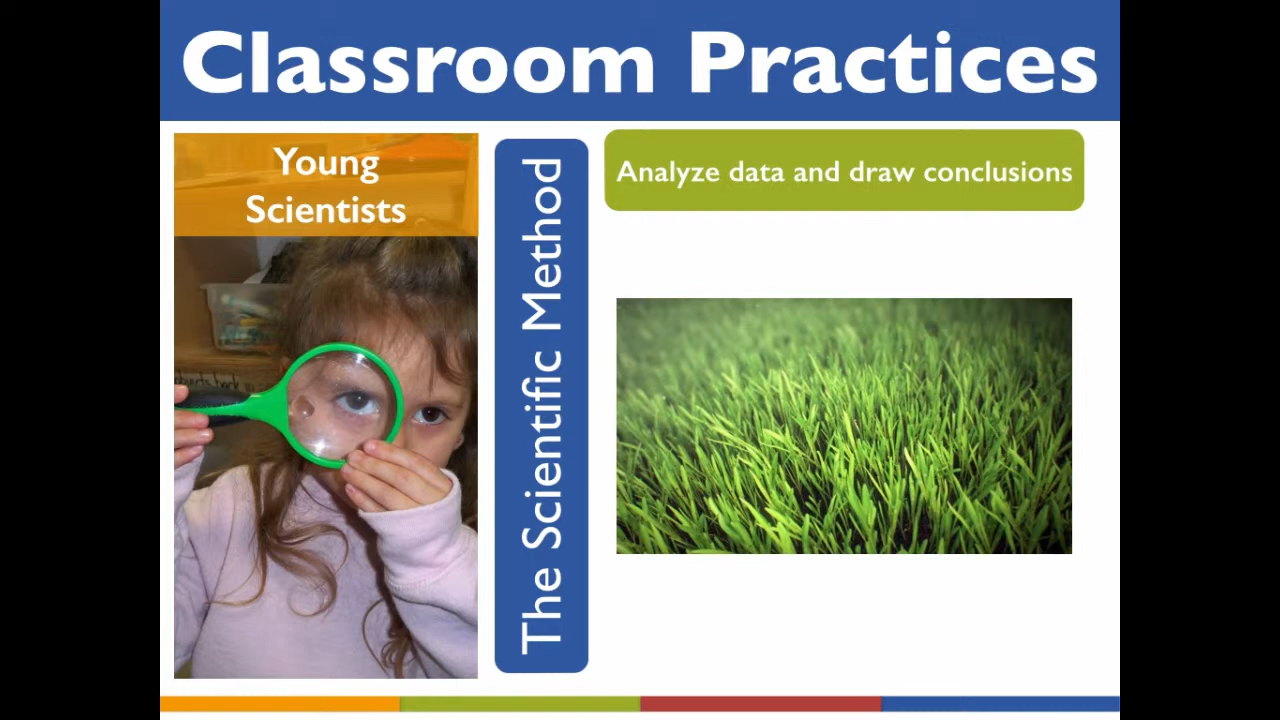 Classroom Practices
Young
Scientists
The Scientific Method
Analyze data and draw conclusions